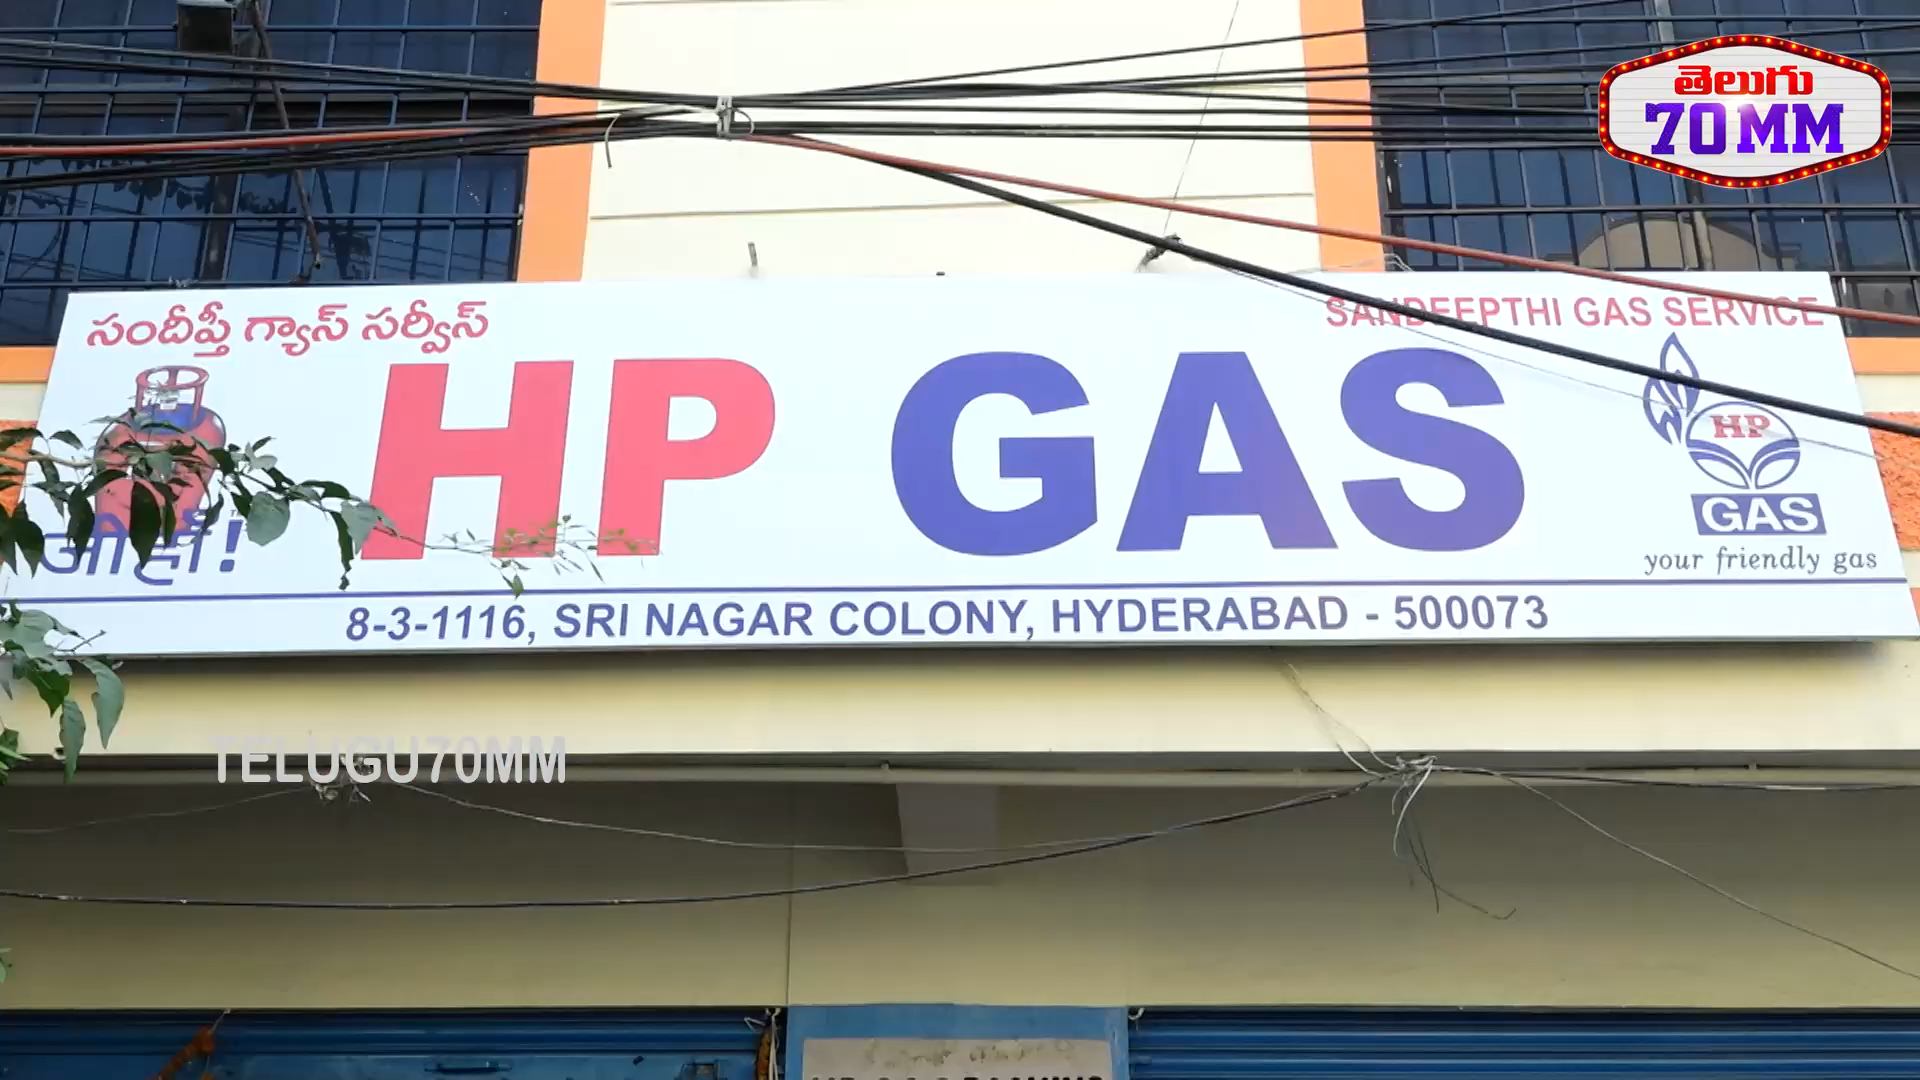 తెలుగు
70MM
సందీప్తీ గ్యాస్ సర్వీస్
SANDEEPTHI GAS SERVICE
HP GAS
HP
GAS
your friendly gas
8-3-1116, SRI NAGAR COLONY, HYDERABAD - 500073
TELUGU70MM